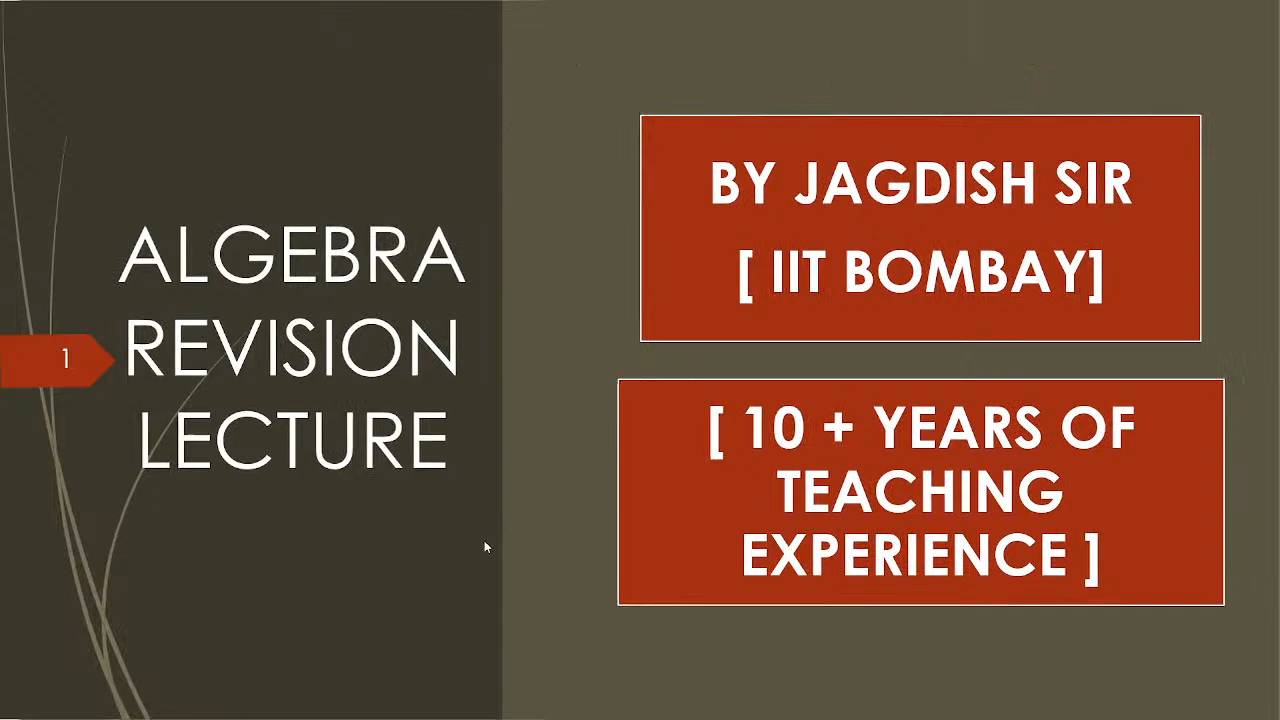 ALGEBRA
REVISION
LECTURE
1
BY JAGDISH SIR
[ IIT BOMBAY]
[ 10 + YEARS OF
TEACHING
EXPERIENCE ]